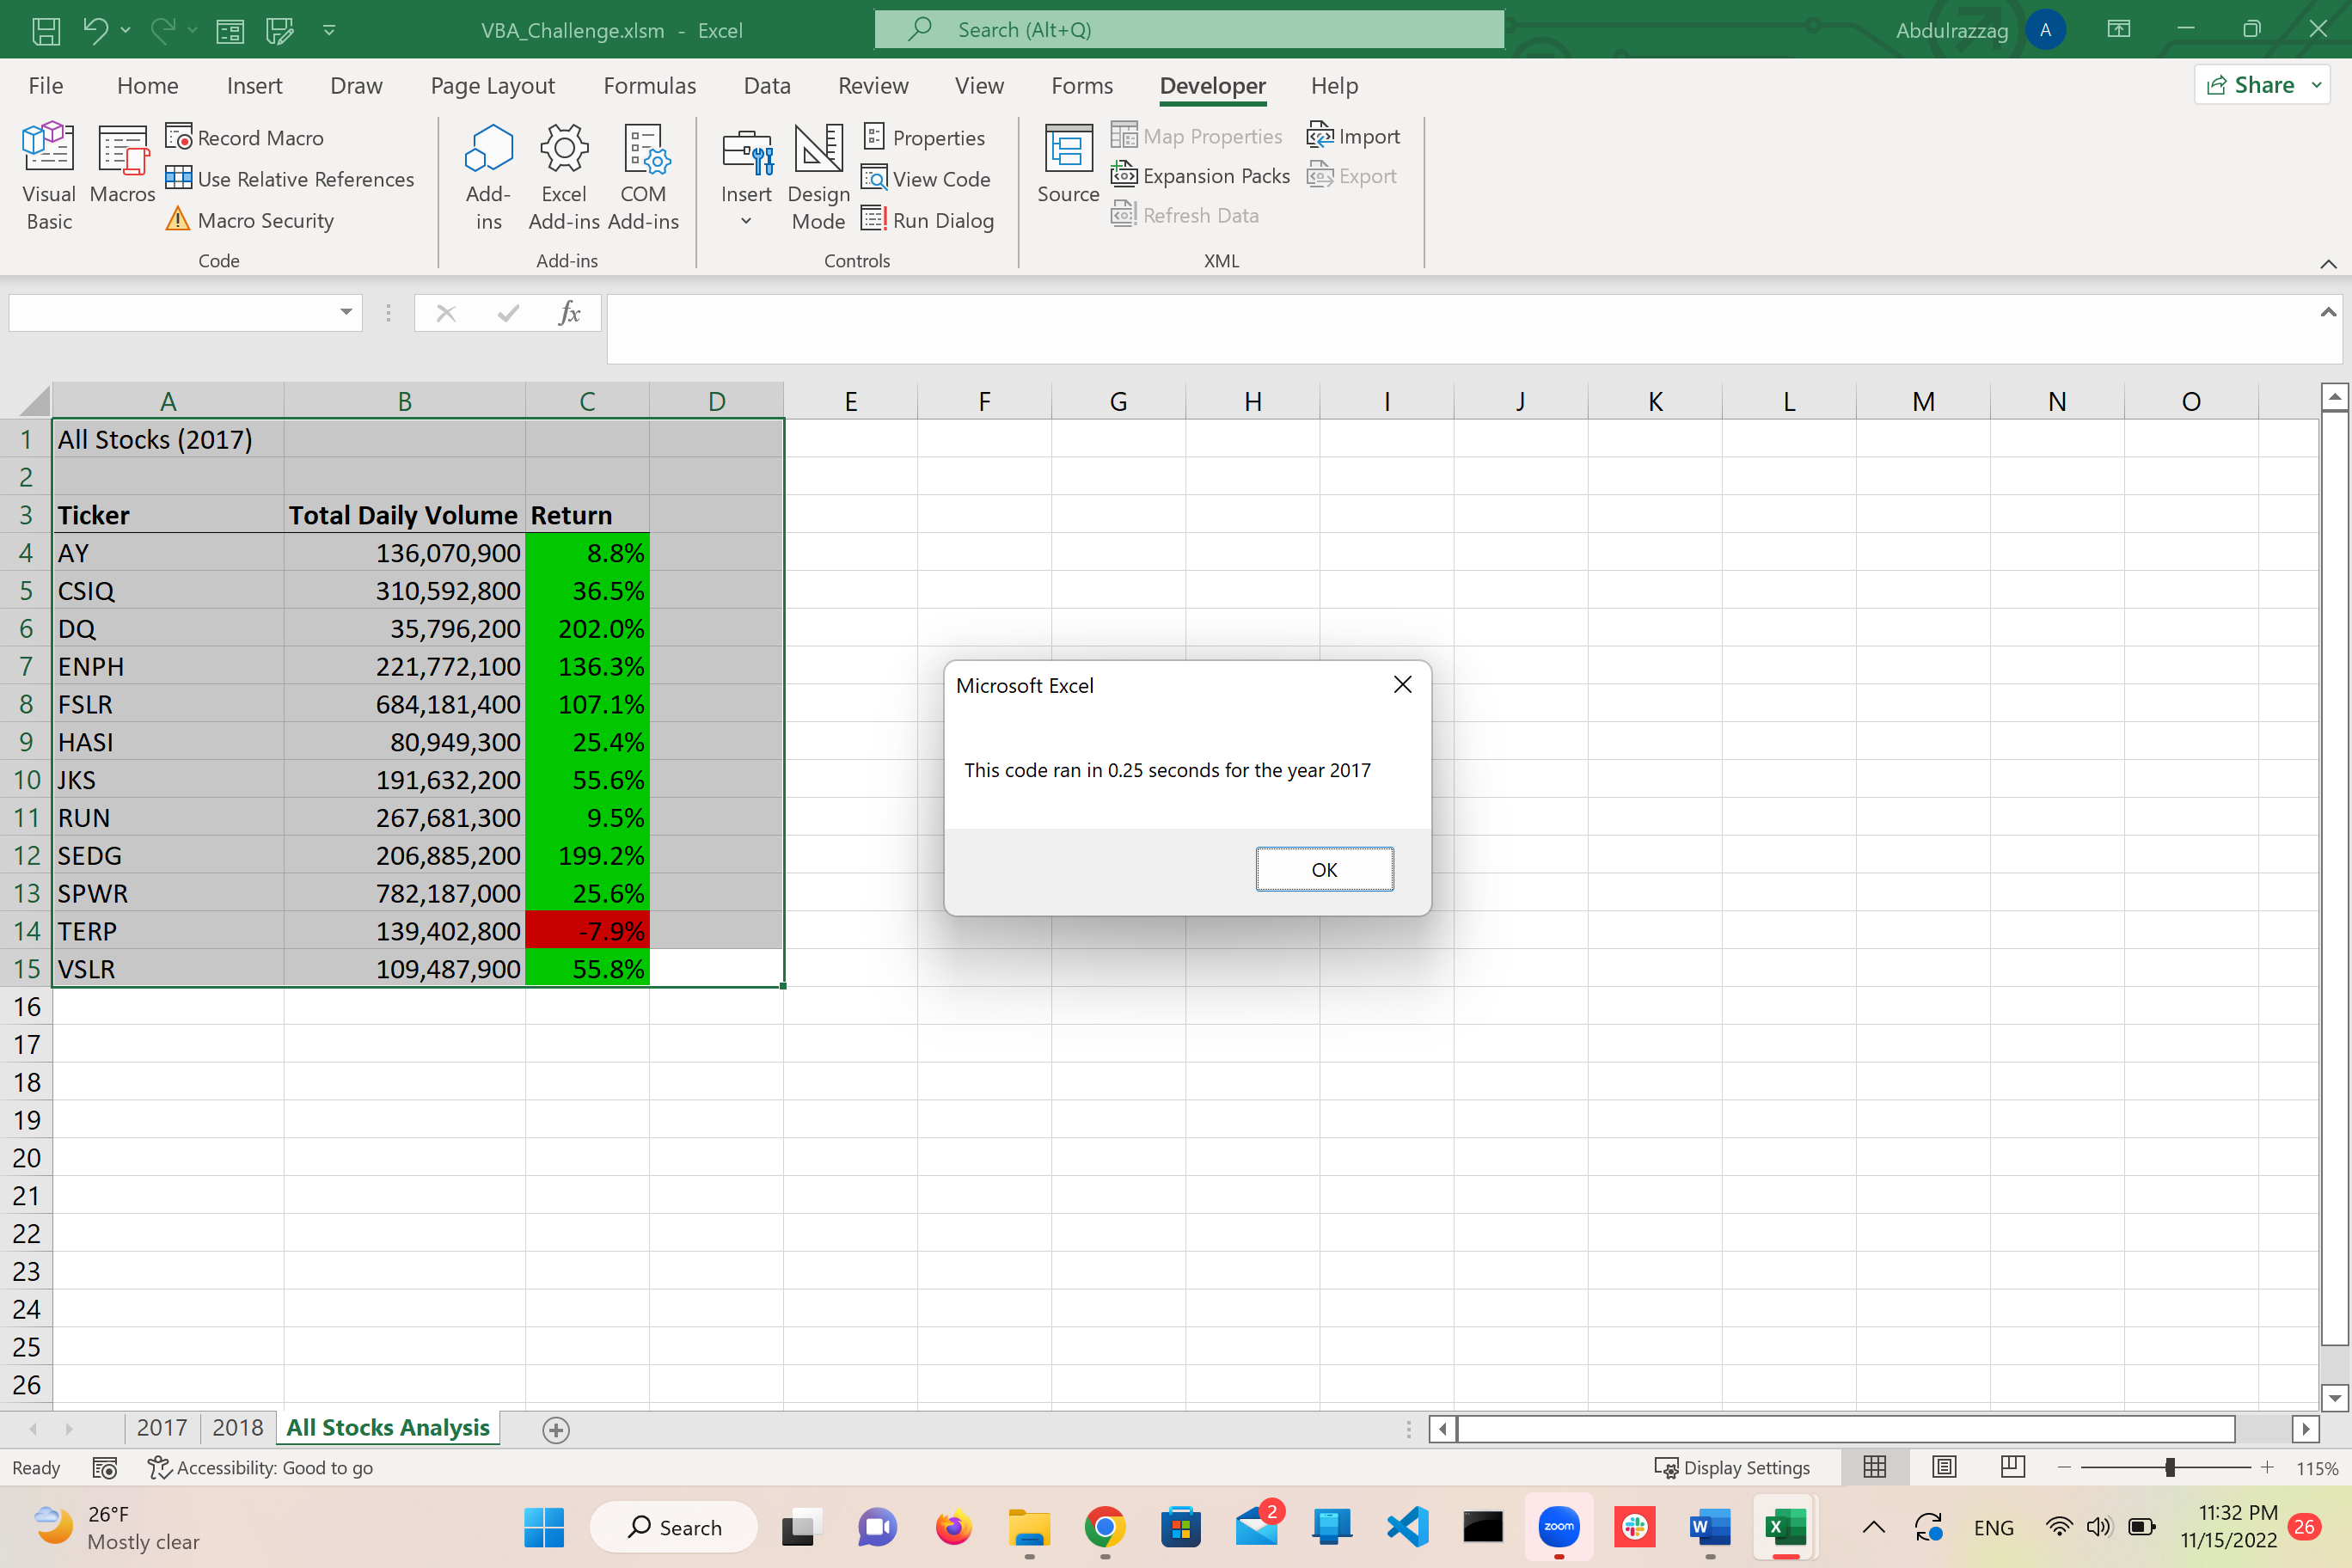 VBA_Challenge.xlsm - Excel
Search (Alt+Q)
Abdulrazzag
A
File Home Insert Draw Page Layout Formulas Data Review View Forms Developer Help
Share
Visual Basic
Macros
Record Macro
Use Relative References
Macro Security
Code
Add-ins
Excel Add-ins
COM Add-ins
Add-ins
Insert
Design Mode
Properties
View Code
Run Dialog
Controls
Source
Map Properties
Expansion Packs
Refresh Data
Import
Export
XML
fx
A B C D E F G H I J K L M N O
1 All Stocks (2017)
2
3 Ticker Total Daily Volume Return
4 AY 136,070,900 8.8%
5 CSIQ 310,592,800 36.5%
6 DQ 35,796,200 202.0%
7 ENPH 221,772,100 136.3%
8 FSLR 684,181,400 107.1%
9 HASI 80,949,300 25.4%
10 JKS 191,632,200 55.6%
11 RUN 267,681,300 9.5%
12 SEDG 206,885,200 199.2%
13 SPWR 782,187,000 25.6%
14 TERP 139,402,800 -7.9%
15 VSLR 109,487,900 55.8%
16
17
18
19
20
21
22
23
24
25
26
Microsoft Excel
This code ran in 0.25 seconds for the year 2017
OK
2017 2018 All Stocks Analysis
Ready
Accessibility: Good to go
Display Settings
115%
26°F
Mostly clear
Search
2
zoom
W
X
ENG
11:32 PM
11/15/2022
26